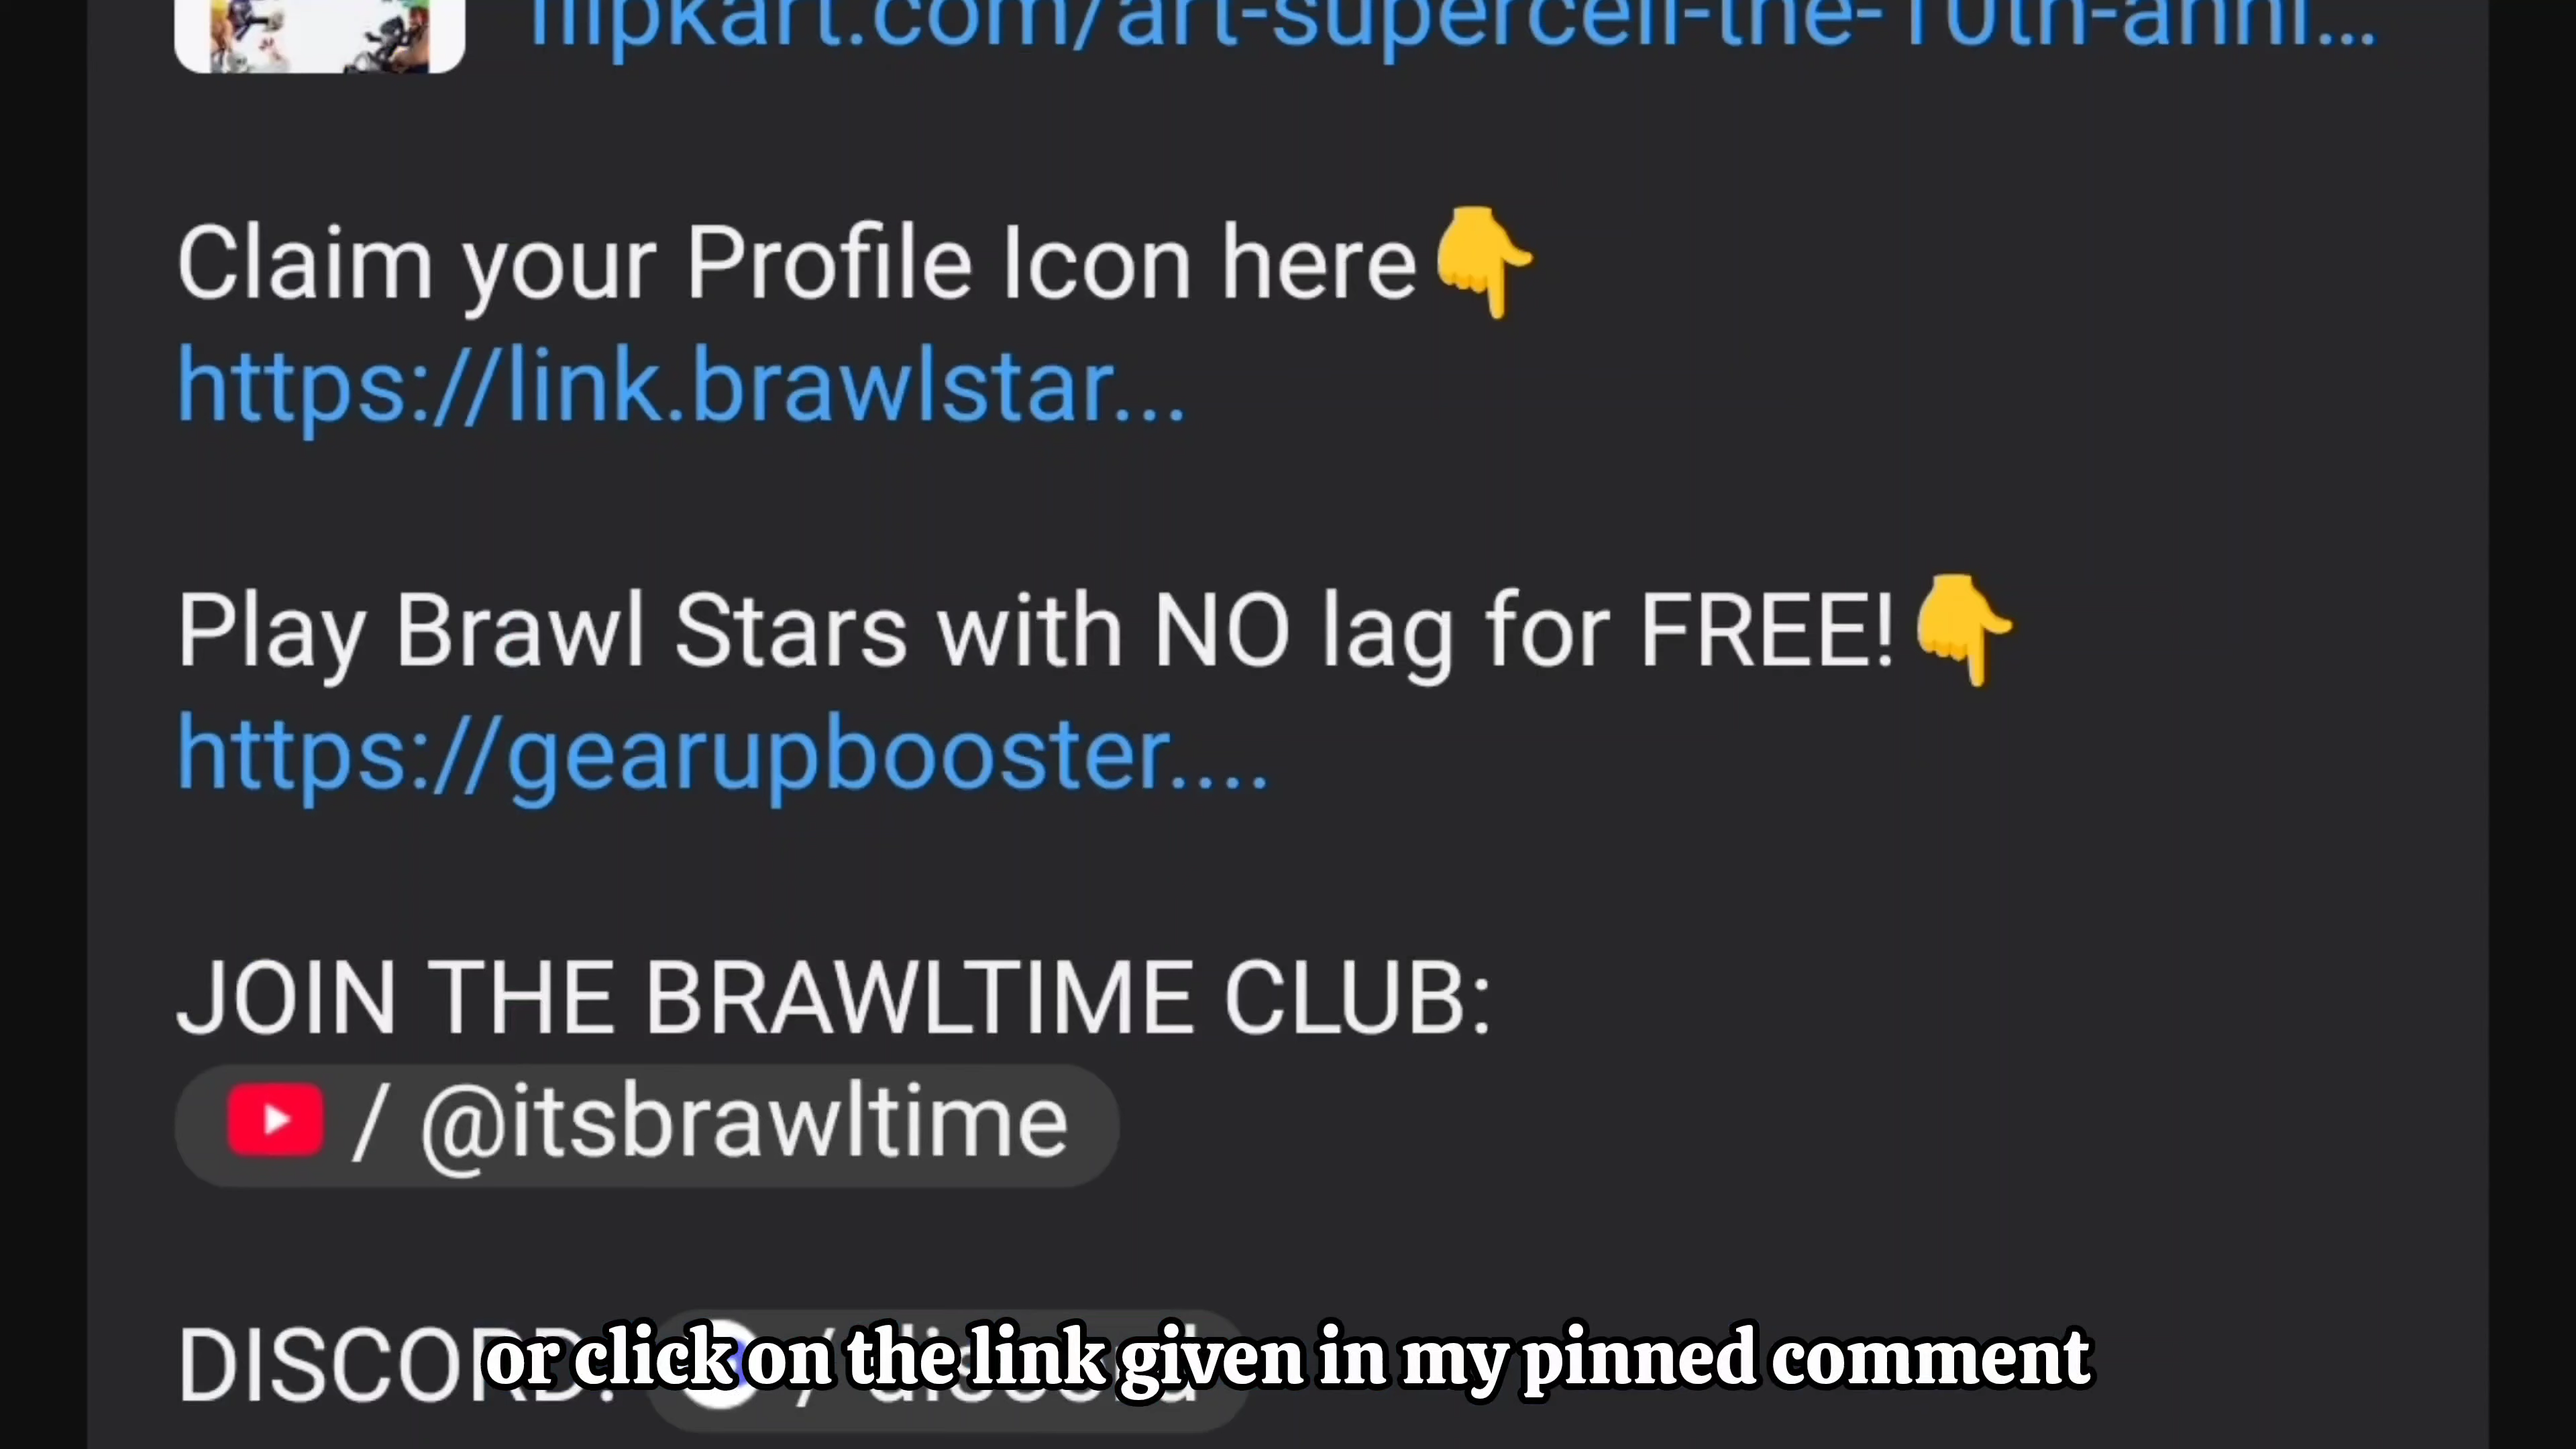 flipkart.com/art-supercell-the-10th-anni...
Claim your Profile Icon here👇
https://link.brawlstar...
Play Brawl Stars with NO lag for FREE!👇
https://gearupbooster....
JOIN THE BRAWLTIME CLUB:
/ @itsbrawltime
DISCORD: / discord
or click on the link given in my pinned comment